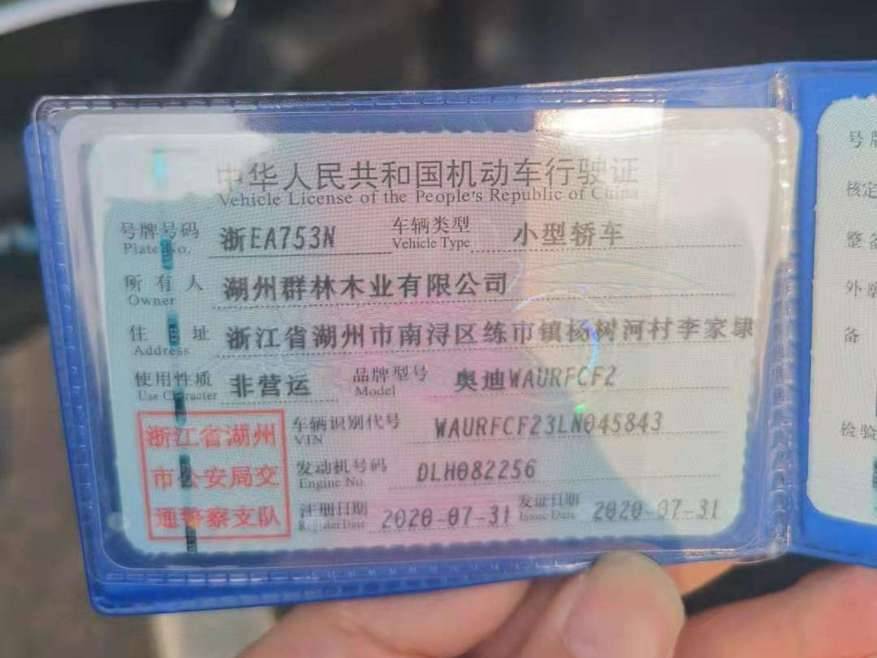 中华人民共和国机动车行驶证
Vehicle License of the People's Republic of China
号牌号码 浙EA753N 车辆类型 小型轿车
Plate No. Vehicle Type
所有人 湖州群林木业有限公司
Owner
住址 浙江省湖州市南浔区练市镇杨树河村李家埭
Address
使用性质 非营运 品牌型号 奥迪WAURFCF2
Use Character Model
浙江省湖州
市公安局交
通警察支队
车辆识别代号 WAURFCF23LN045843
VIN
发动机号码 DLH082256
Engine No.
注册日期 2020-07-31 发证日期 2020-07-31
Register Date Issue Date
号牌
核定
整备
外廓
备
检验